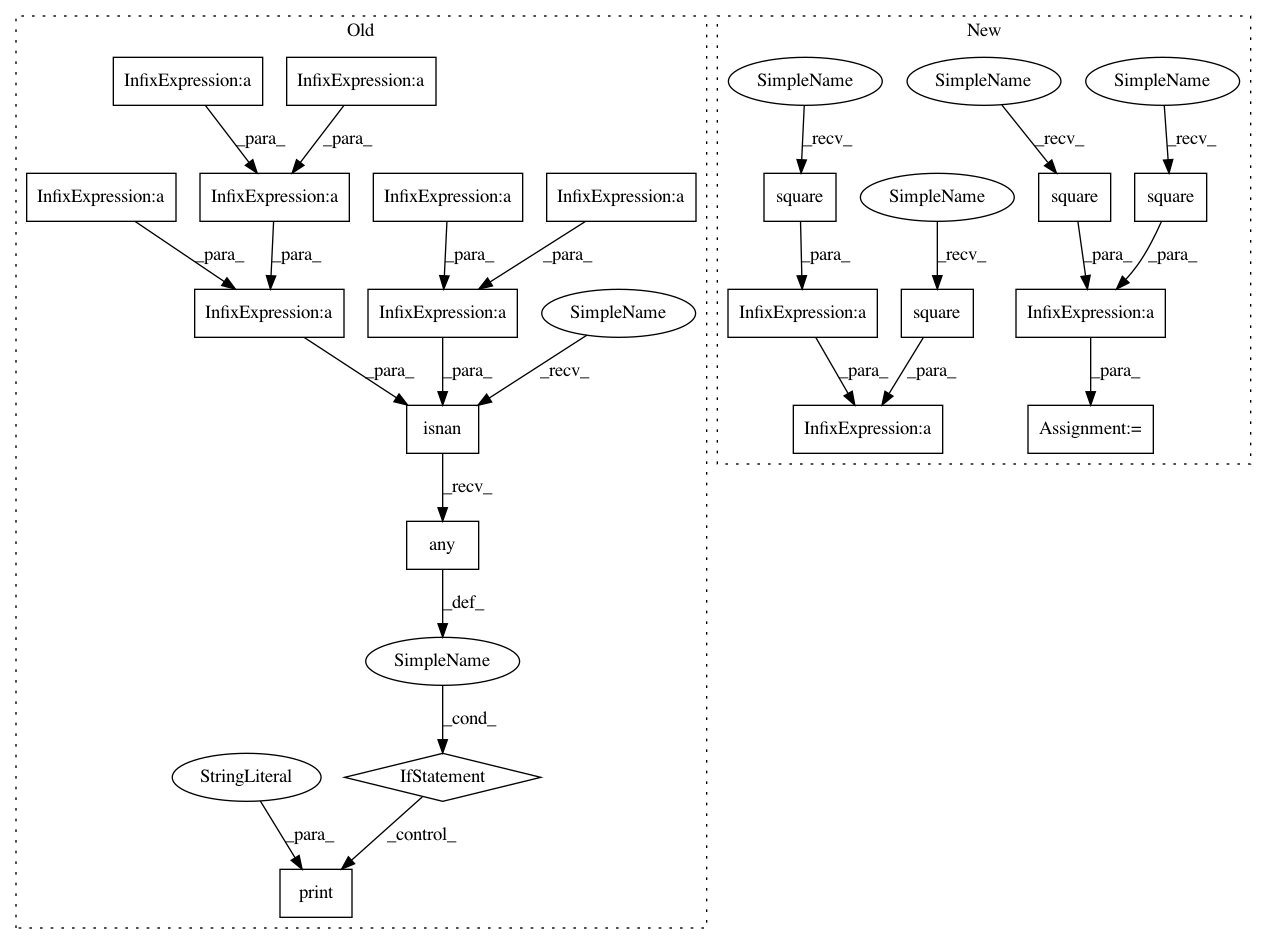 Old
New
InfixExpression:a
InfixExpression:a
SimpleName
SimpleName
SimpleName
_para_
_para_
_recv_
_recv_
_recv_
InfixExpression:a
InfixExpression:a
InfixExpression:a
InfixExpression:a
square
SimpleName
square
square
_para_
_para_
_para_
_para_
_para_
_recv_
_para_
_para_
InfixExpression:a
InfixExpression:a
SimpleName
InfixExpression:a
square
InfixExpression:a
_para_
_para_
_recv_
_para_
_para_
_para_
isnan
InfixExpression:a
Assignment:=
_recv_
any
_def_
SimpleName
_cond_
StringLiteral
IfStatement
_para_
_control_
print